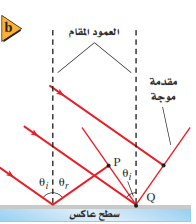 b
العمود المقام
مقدمة
موجة
P
θi θr θi
Q
سطح عاكس